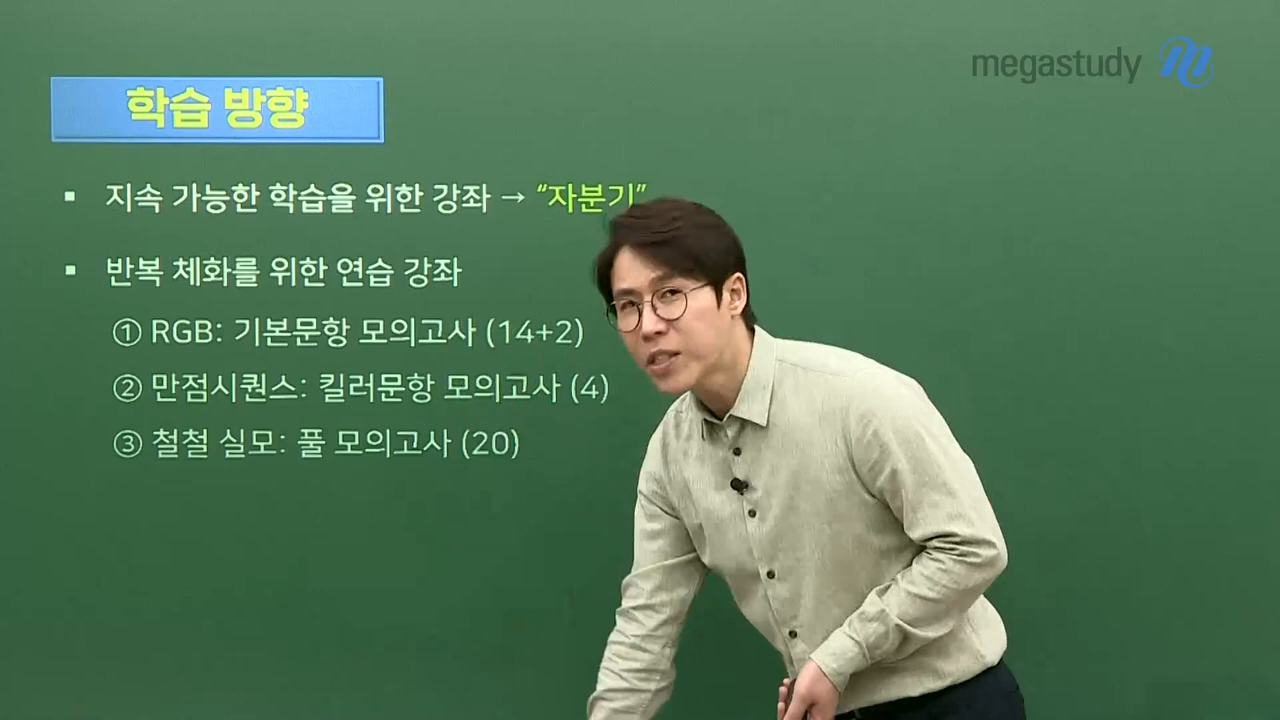 megastudy
학습 방향
▪ 지속 가능한 학습을 위한 강좌 → “자분기”
▪ 반복 체화를 위한 연습 강좌
① RGB: 기본문항 모의고사 (14+2)
② 만점시퀀스: 킬러문항 모의고사 (4)
③ 철철 실모: 풀 모의고사 (20)